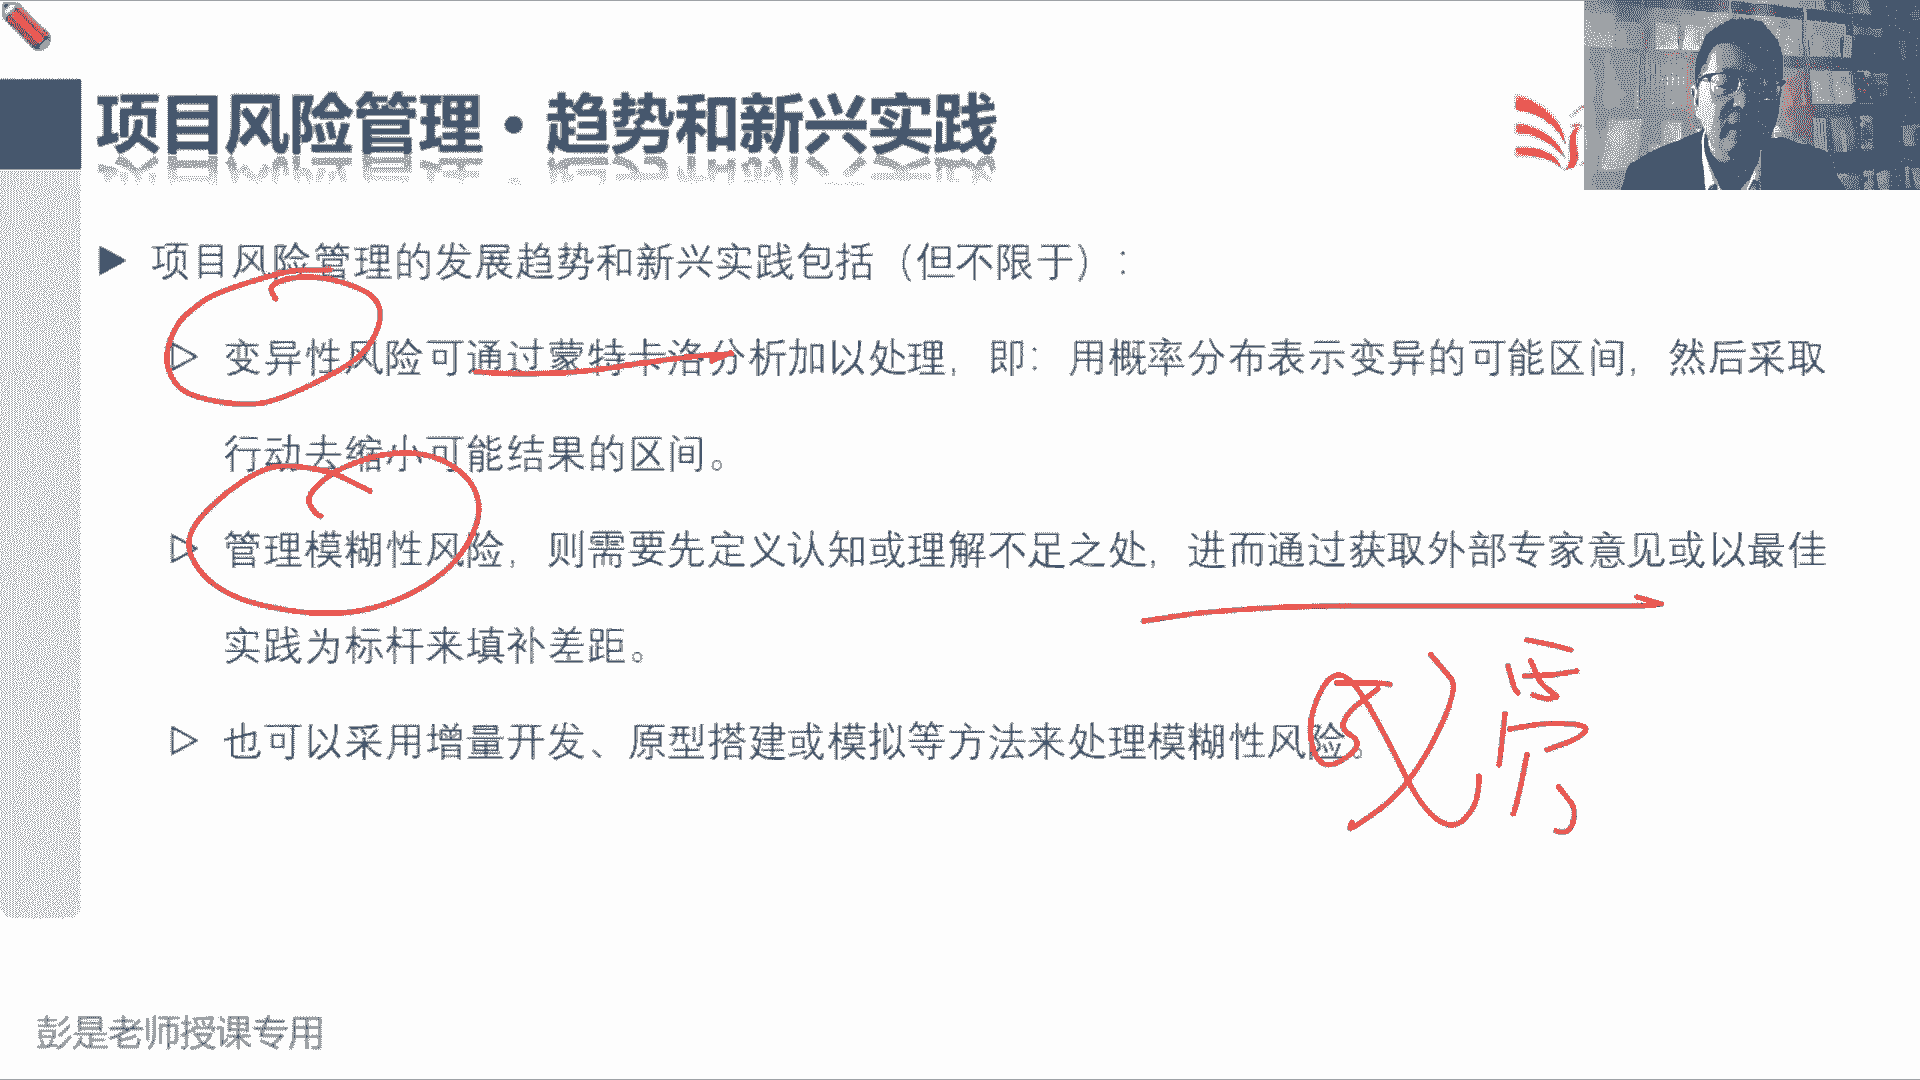 项目风险管理·趋势和新兴实践
▶ 项目风险管理的发展趋势和新兴实践包括（但不限于）：
▷ 变异性风险可通过蒙特卡洛分析加以处理，即：用概率分布表示变异的可能区间，然后采取
行动去缩小可能结果的区间。
▷ 管理模糊性风险，则需要先定义认知或理解不足之处，进而通过获取外部专家意见或以最佳
实践为标杆来填补差距。
▷ 也可以采用增量开发、原型搭建或模拟等方法来处理模糊性风险。
彭是老师授课专用